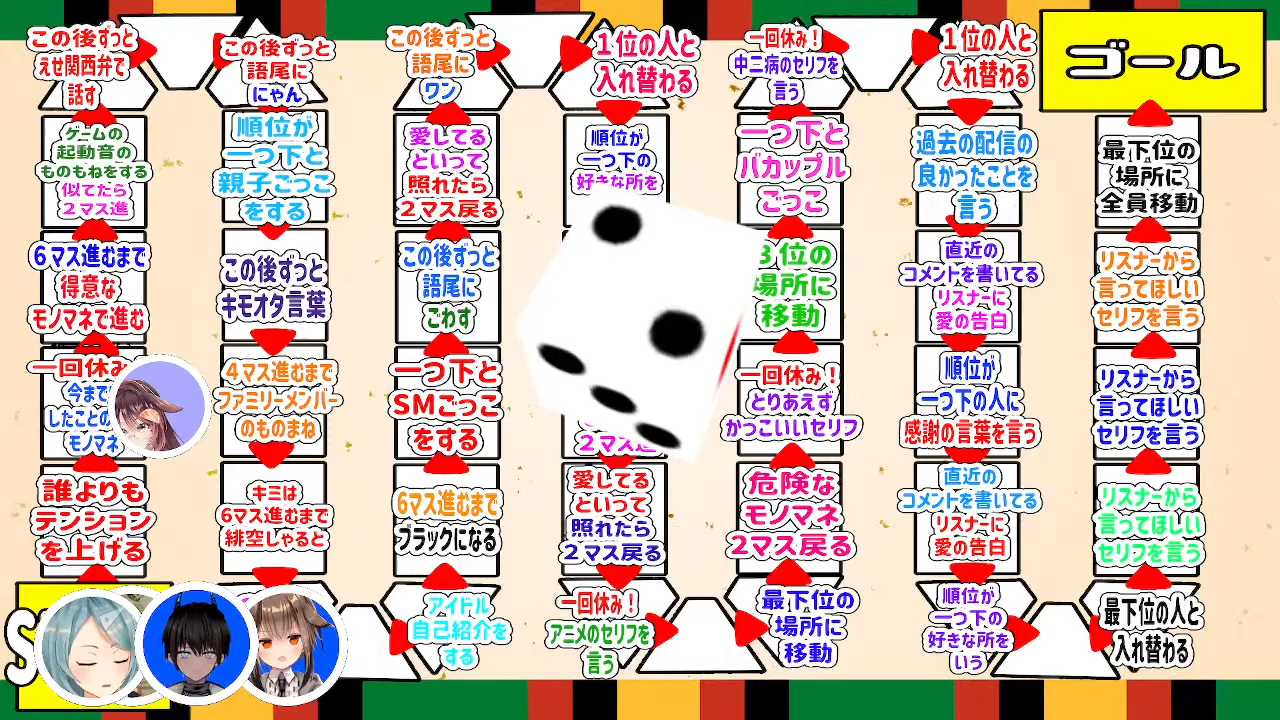 この後ずっと
えせ関西弁で
話す
ゲームの
起動音の
ものもねをする
似てたら
２マス進
６マス進むまで
得意な
モノマネで進む
一回休み
今まで
したことの
モノマネ
誰よりも
テンション
を上げる
S
この後ずっと
語尾に
にゃん
順位が
一つ下と
親子ごっこ
をする
この後ずっと
キモオタ言葉
４マス進むまで
ファミリーメンバー
のものまね
キミは
6マス進むまで
緋空しゃると
この後ずっと
語尾に
ワン
愛してる
といって
照れたら
２マス戻る
この後ずっと
語尾に
ごわす
一つ下と
SMごっこ
をする
6マス進むまで
ブラックになる
アイドル
自己紹介を
する
１位の人と
入れ替わる
順位が
一つ下の
好きな所を
２マス進
愛してる
といって
照れたら
２マス戻る
一回休み！
アニメのセリフを
言う
一回休み！
中二病のセリフを
言う
一つ下と
バカップル
ごっこ
３位の
場所に
移動
一回休み！
とりあえず
かっこいいセリフ
危険な
モノマネ
2マス戻る
最下位の
場所に
移動
１位の人と
入れ替わる
過去の配信の
良かったことを
言う
直近の
コメントを書いてる
リスナーに
愛の告白
順位が
一つ下の人に
感謝の言葉を言う
直近の
コメントを書いてる
リスナーに
愛の告白
順位が
一つ下の
好きな所を
いう
ゴール
最下位の
場所に
全員移動
リスナーから
言ってほしい
セリフを言う
リスナーから
言ってほしい
セリフを言う
リスナーから
言ってほしい
セリフを言う
最下位の人と
入れ替わる